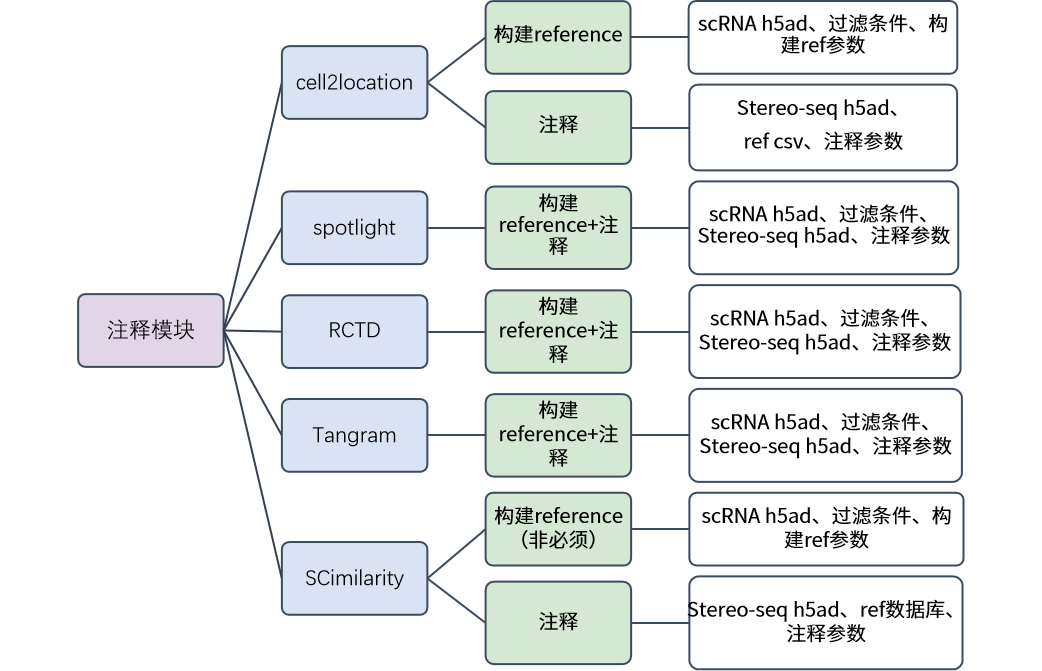 构建reference
scRNA h5ad、过滤条件、构
建ref参数
cell2location
注释
Stereo-seq h5ad、
ref csv、注释参数
spotlight
构建
reference+注
释
scRNA h5ad、过滤条件、
Stereo-seq h5ad、注释参数
注释模块
RCTD
构建
reference+注
释
scRNA h5ad、过滤条件、
Stereo-seq h5ad、注释参数
Tangram
构建
reference+注
释
scRNA h5ad、过滤条件、
Stereo-seq h5ad、注释参数
SCimilarity
构建reference
（非必须）
scRNA h5ad、过滤条件、构
建ref参数
注释
Stereo-seq h5ad、ref数据库、
注释参数